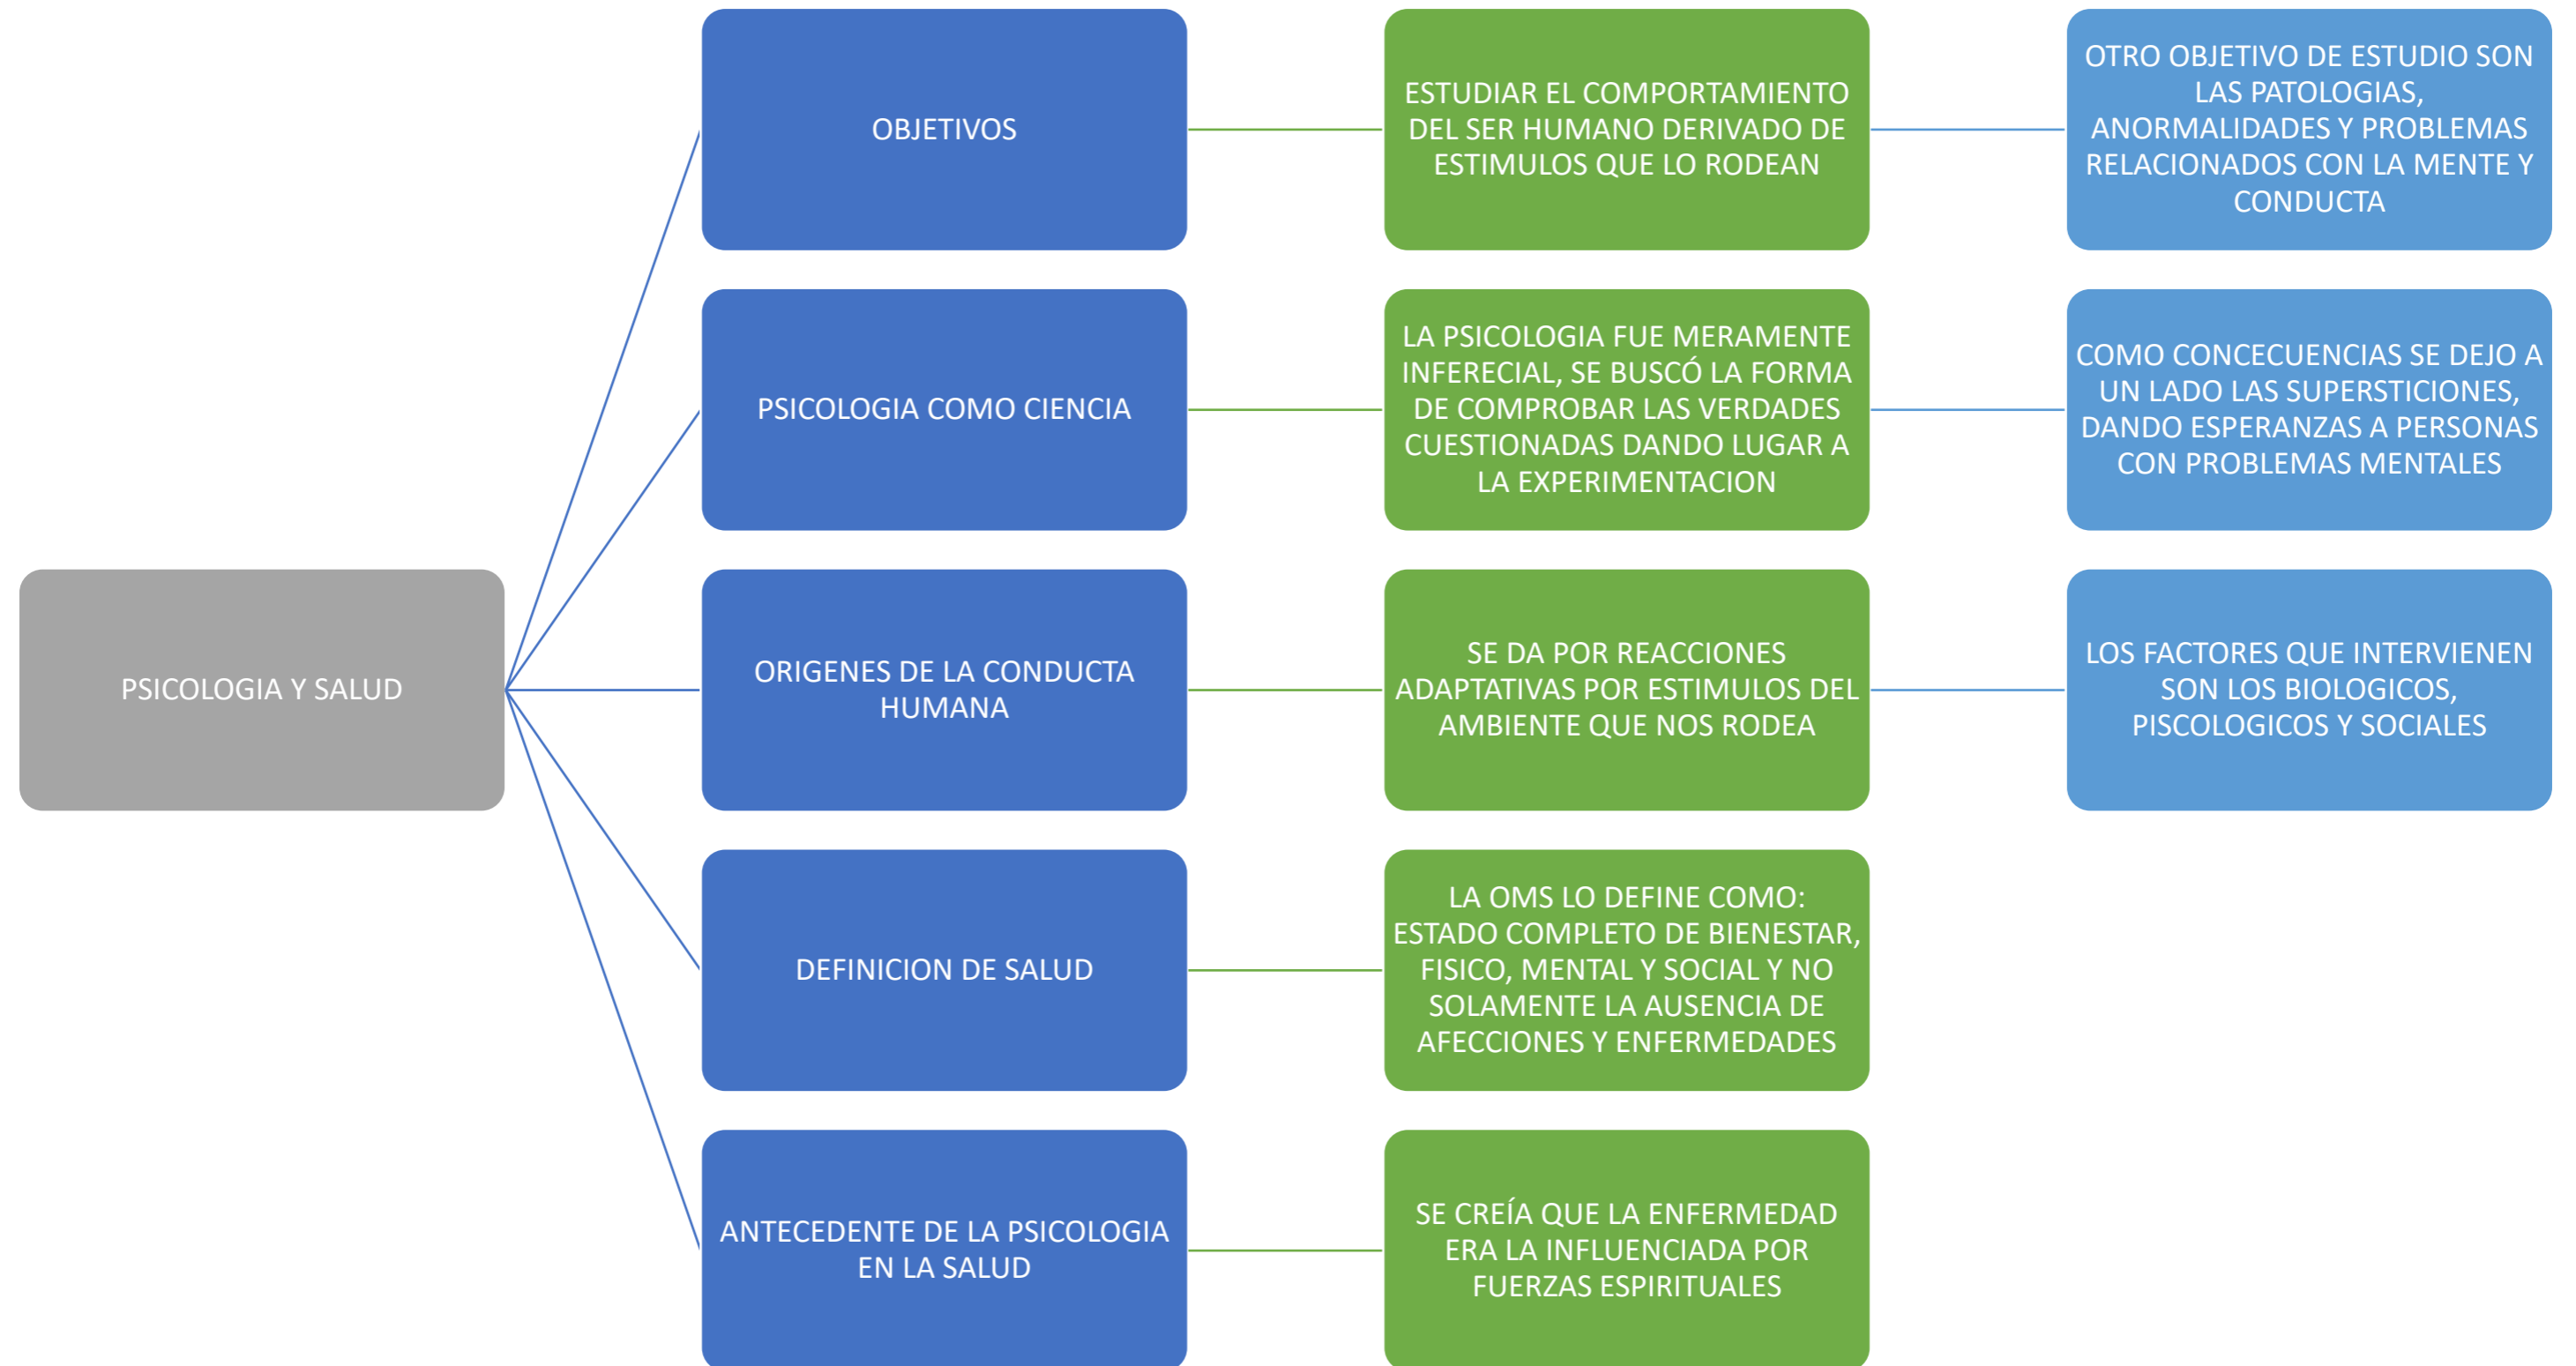 PSICOLOGIA Y SALUD
OBJETIVOS
ESTUDIAR EL COMPORTAMIENTO
DEL SER HUMANO DERIVADO DE
ESTIMULOS QUE LO RODEAN
OTRO OBJETIVO DE ESTUDIO SON
LAS PATOLOGIAS,
ANORMALIDADES Y PROBLEMAS
RELACIONADOS CON LA MENTE Y
CONDUCTA
PSICOLOGIA COMO CIENCIA
LA PSICOLOGIA FUE MERAMENTE
INFERECIAL, SE BUSCÓ LA FORMA
DE COMPROBAR LAS VERDADES
CUESTIONADAS DANDO LUGAR A
LA EXPERIMENTACION
COMO CONCECUENCIAS SE DEJO A
UN LADO LAS SUPERSTICIONES,
DANDO ESPERANZAS A PERSONAS
CON PROBLEMAS MENTALES
ORIGENES DE LA CONDUCTA
HUMANA
SE DA POR REACCIONES
ADAPTATIVAS POR ESTIMULOS DEL
AMBIENTE QUE NOS RODEA
LOS FACTORES QUE INTERVIENEN
SON LOS BIOLOGICOS,
PISCOLOGICOS Y SOCIALES
DEFINICION DE SALUD
LA OMS LO DEFINE COMO:
ESTADO COMPLETO DE BIENESTAR,
FISICO, MENTAL Y SOCIAL Y NO
SOLAMENTE LA AUSENCIA DE
AFECCIONES Y ENFERMEDADES
ANTECEDENTE DE LA PSICOLOGIA
EN LA SALUD
SE CREÍA QUE LA ENFERMEDAD
ERA LA INFLUENCIADA POR
FUERZAS ESPIRITUALES